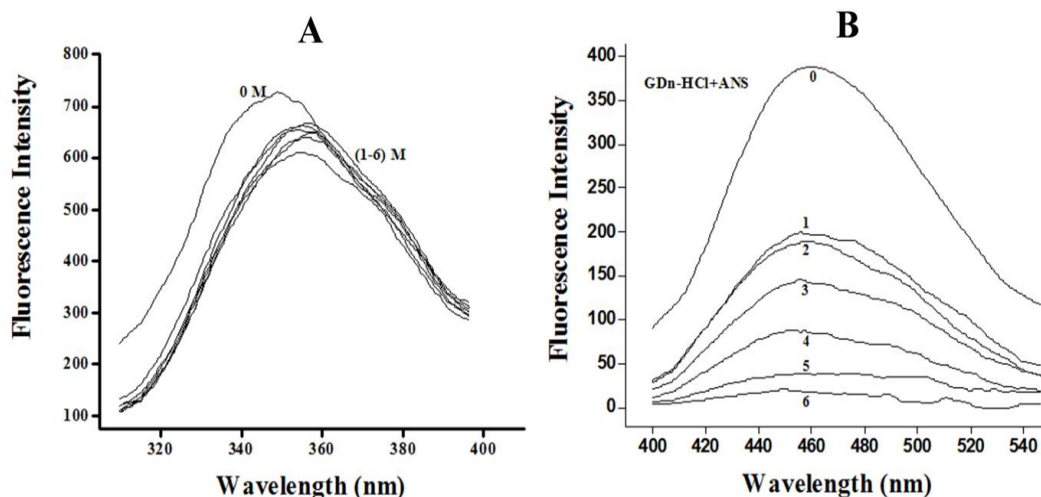 A
Fluorescence Intensity
800
700
600
500
400
300
200
100
0 M
(1-6) M
320 340 360 380 400
Wavelength (nm)
B
Fluorescence Intensity
400
350
300
250
200
150
100
50
0
GDn-HCl+ANS
0
1
2
3
4
5
6
400 420 440 460 480 500 520 540
Wavelength (nm)